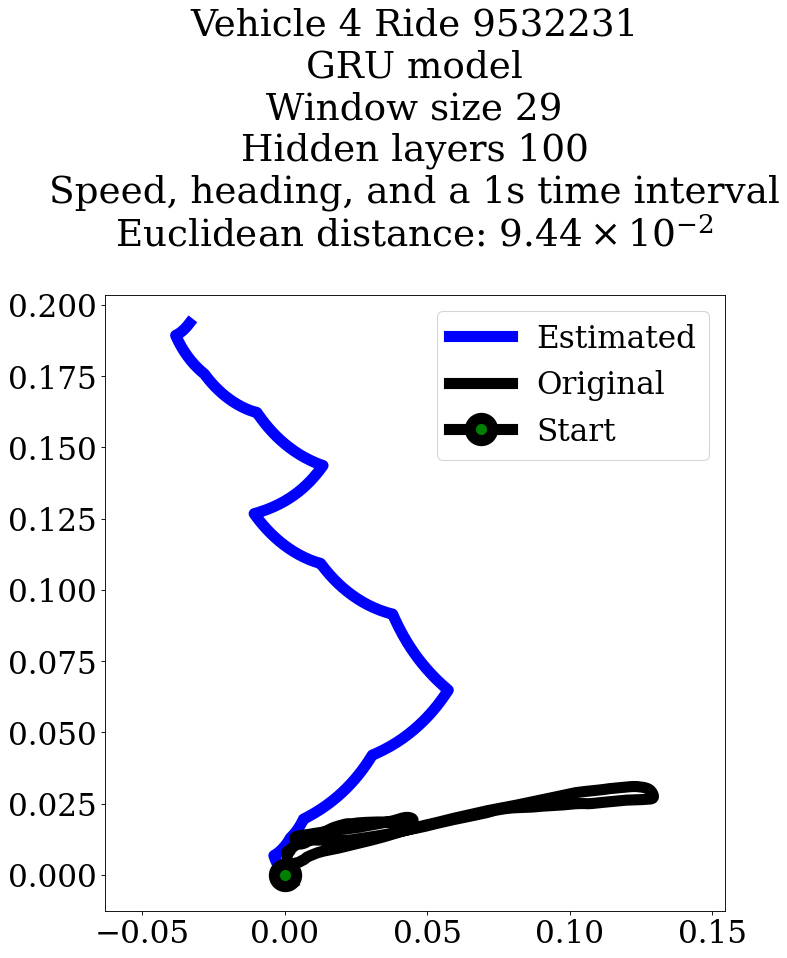 Vehicle 4 Ride 9532231
GRU model
Window size 29
Hidden layers 100
Speed, heading, and a 1s time interval
Euclidean distance: 9.44 × 10⁻²
0.200
0.175
0.150
0.125
0.100
0.075
0.050
0.025
0.000
Estimated
Original
Start
−0.05
0.00
0.05
0.10
0.15